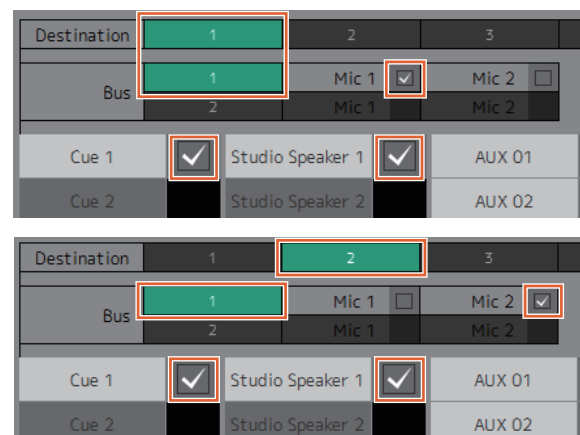 Destination 1 2 3
Bus 1 Mic 1 Mic 2
2 Mic 1 Mic 2
Cue 1 Studio Speaker 1 AUX 01
Cue 2 Studio Speaker 2 AUX 02
Destination 1 2 3
Bus 1 Mic 1 Mic 2
2 Mic 1 Mic 2
Cue 1 Studio Speaker 1 AUX 01
Cue 2 Studio Speaker 2 AUX 02